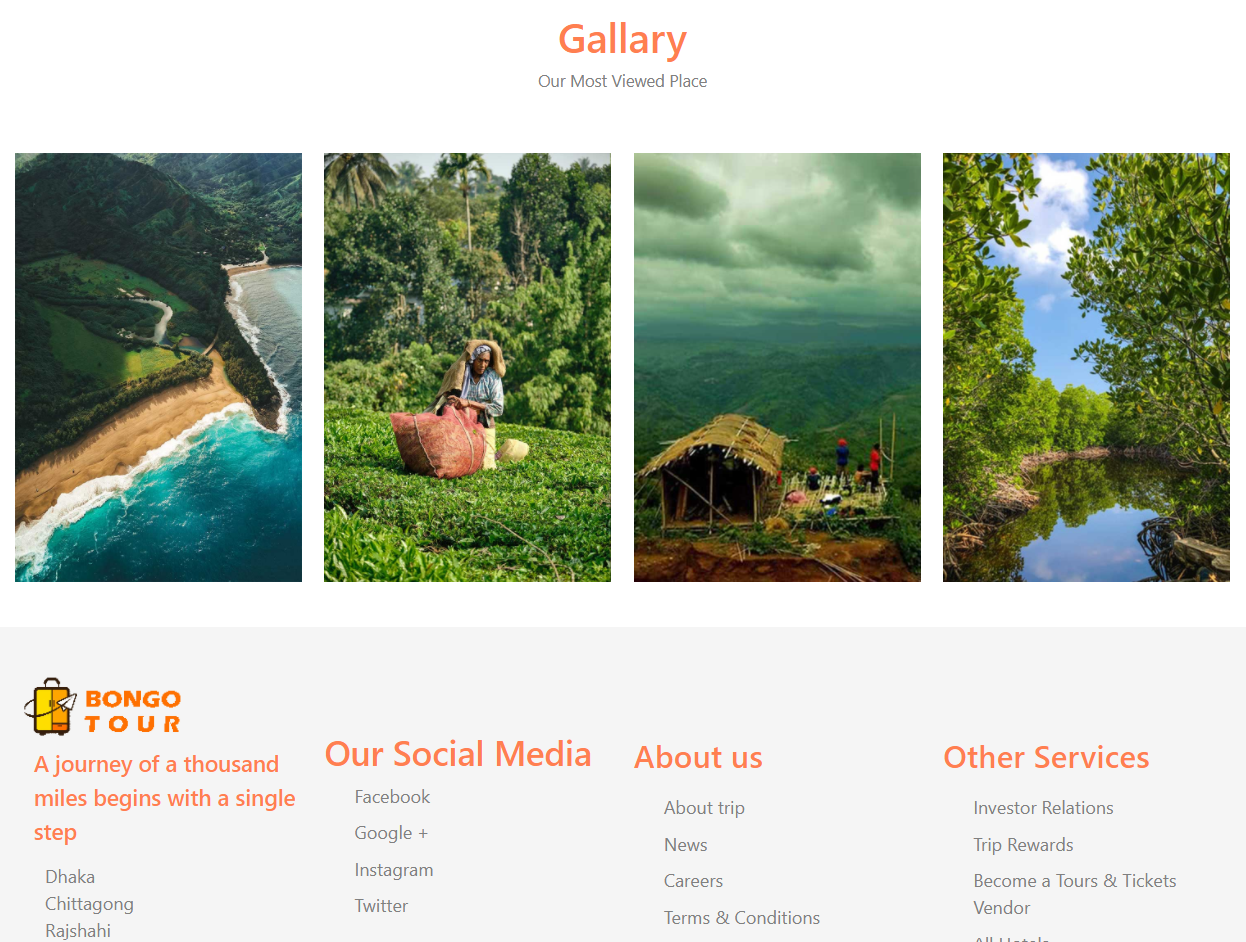 Gallary
Our Most Viewed Place
BONGO
TOUR
A journey of a thousand
miles begins with a single
step
Dhaka
Chittagong
Rajshahi
Our Social Media
Facebook
Google +
Instagram
Twitter
About us
About trip
News
Careers
Terms & Conditions
Other Services
Investor Relations
Trip Rewards
Become a Tours & Tickets
Vendor
All Hotels